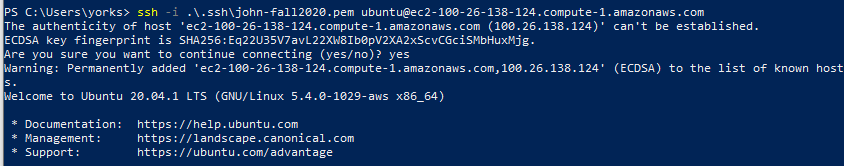 PS C:\Users\yorks> ssh -i .\.ssh\john-fall2020.pem ubuntu@ec2-100-26-138-124.compute-1.amazonaws.com
The authenticity of host 'ec2-100-26-138-124.compute-1.amazonaws.com (100.26.138.124)' can't be established.
ECDSA key fingerprint is SHA256:Eq22U35V7avL22XW8Ib0pV2XA2xScvCGciSMbHuxMjg.
Are you sure you want to continue connecting (yes/no)? yes
Warning: Permanently added 'ec2-100-26-138-124.compute-1.amazonaws.com,100.26.138.124' (ECDSA) to the list of known host
s.
Welcome to Ubuntu 20.04.1 LTS (GNU/Linux 5.4.0-1029-aws x86_64)
* Documentation: https://help.ubuntu.com
* Management: https://landscape.canonical.com
* Support: https://ubuntu.com/advantage